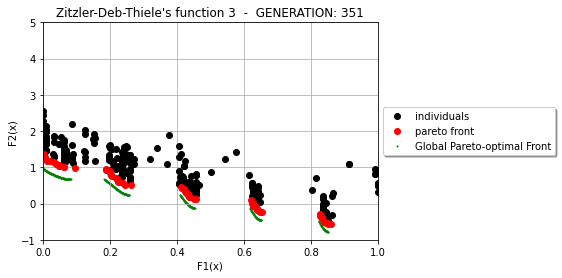 Zitzler-Deb-Thiele's function 3 - GENERATION: 351
5
4
3
2
1
0
−1
F2(x)
0.0 0.2 0.4 0.6 0.8 1.0
F1(x)
individuals
pareto front
Global Pareto-optimal Front